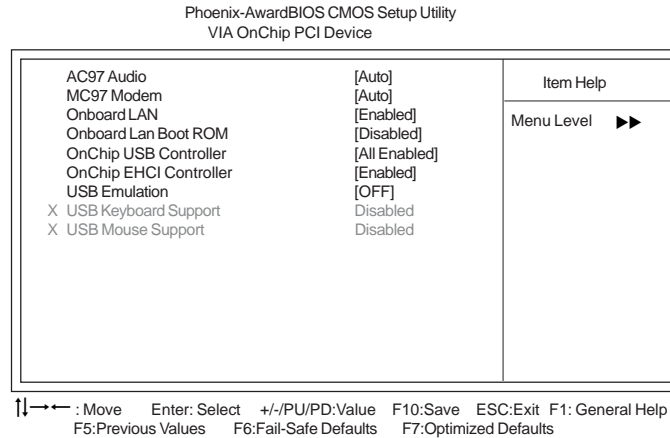 Phoenix-AwardBIOS CMOS Setup Utility
VIA OnChip PCI Device
AC97 Audio [Auto]
MC97 Modem [Auto]
Onboard LAN [Enabled]
Onboard Lan Boot ROM [Disabled]
OnChip USB Controller [All Enabled]
OnChip EHCI Controller [Enabled]
USB Emulation [OFF]
X USB Keyboard Support Disabled
X USB Mouse Support Disabled
Item Help
Menu Level ▶▶
↑↓→← : Move Enter: Select +/-/PU/PD:Value F10:Save ESC:Exit F1: General Help
F5:Previous Values F6:Fail-Safe Defaults F7:Optimized Defaults